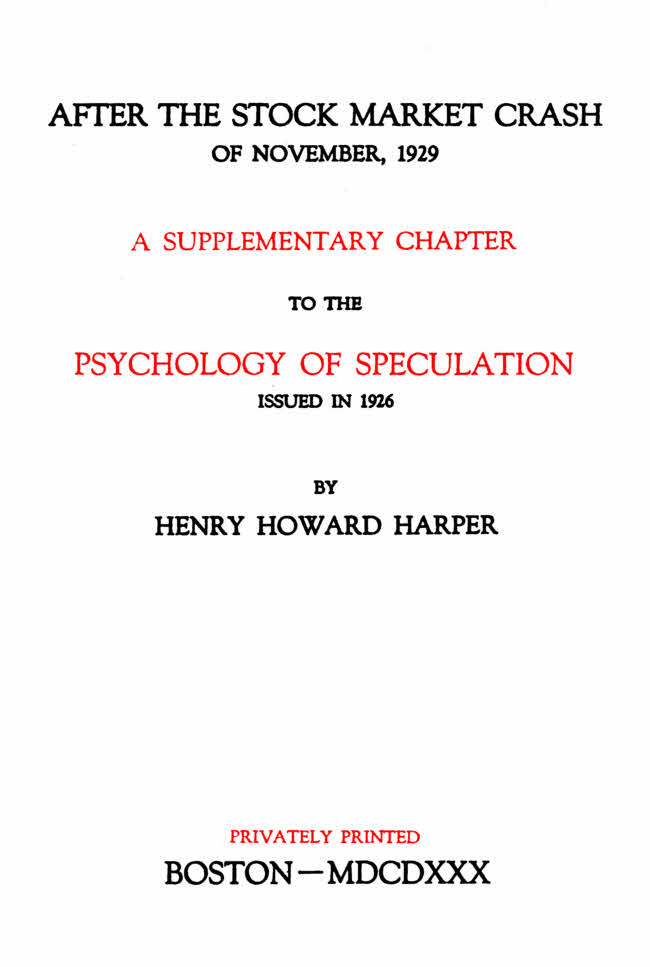 AFTER THE STOCK MARKET CRASH
OF NOVEMBER, 1929
A SUPPLEMENTARY CHAPTER
TO THE
PSYCHOLOGY OF SPECULATION
ISSUED IN 1926
BY
HENRY HOWARD HARPER
PRIVATELY PRINTED
BOSTON—MDCDXXX